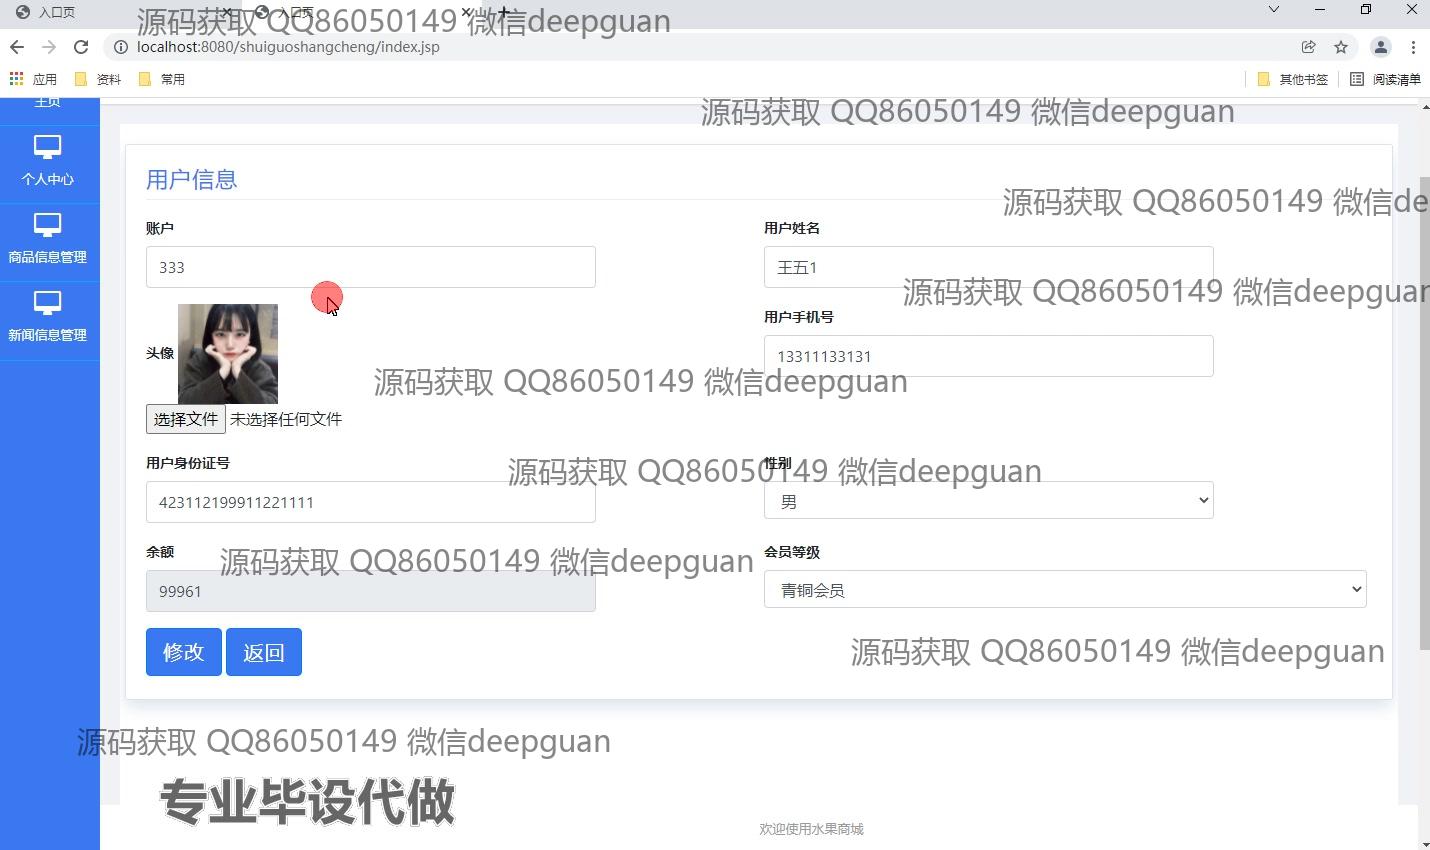 入口页
入口页
源码获取 QQ86050149 微信deepguan
localhost:8080/shuiguoshangcheng/index.jsp
应用
资料
常用
其他书签
阅读清单
主页
源码获取 QQ86050149 微信deepguan
个人中心
用户信息
源码获取 QQ86050149 微信de
账户
用户姓名
商品信息管理
333
王五1
源码获取 QQ86050149 微信deepguan
用户手机号
新闻信息管理
头像
13311133131
源码获取 QQ86050149 微信deepguan
选择文件 未选择任何文件
用户身份证号
性别
源码获取 QQ86050149 微信deepguan
423112199911221111
男
余额
会员等级
源码获取 QQ86050149 微信deepguan
99961
青铜会员
修改
返回
源码获取 QQ86050149 微信deepguan
源码获取 QQ86050149 微信deepguan
专业毕设代做
欢迎使用水果商城